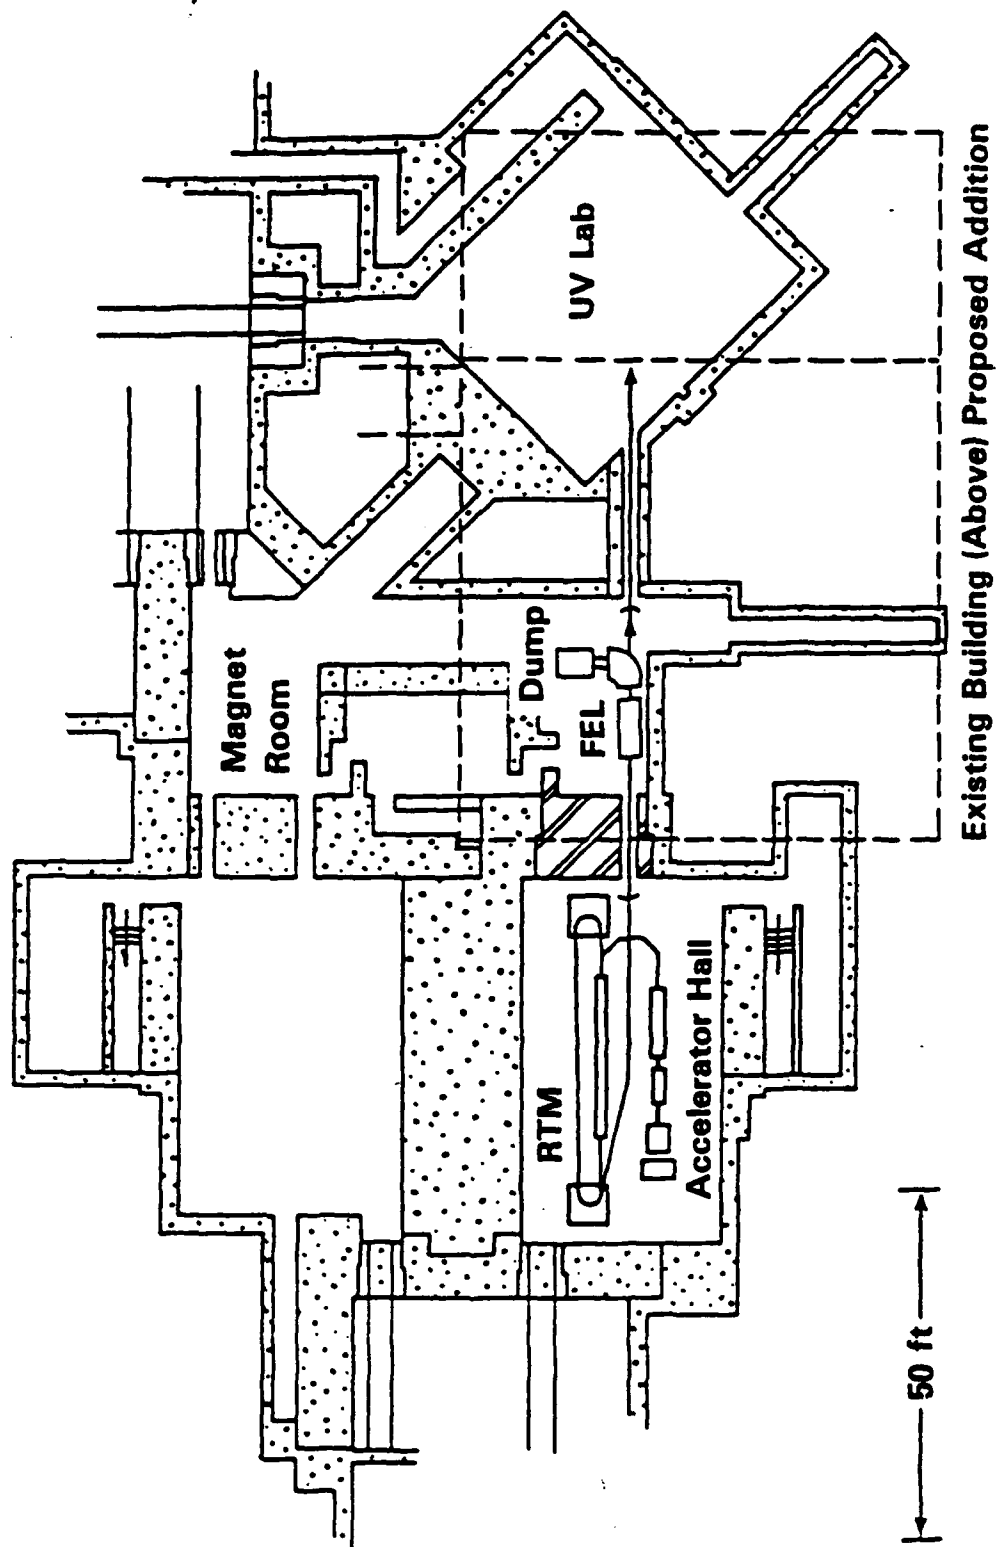 Magnet
Room
UV Lab
Dump
FEL
RTM
Accelerator Hall
50 ft
Existing Building (Above) Proposed Addition